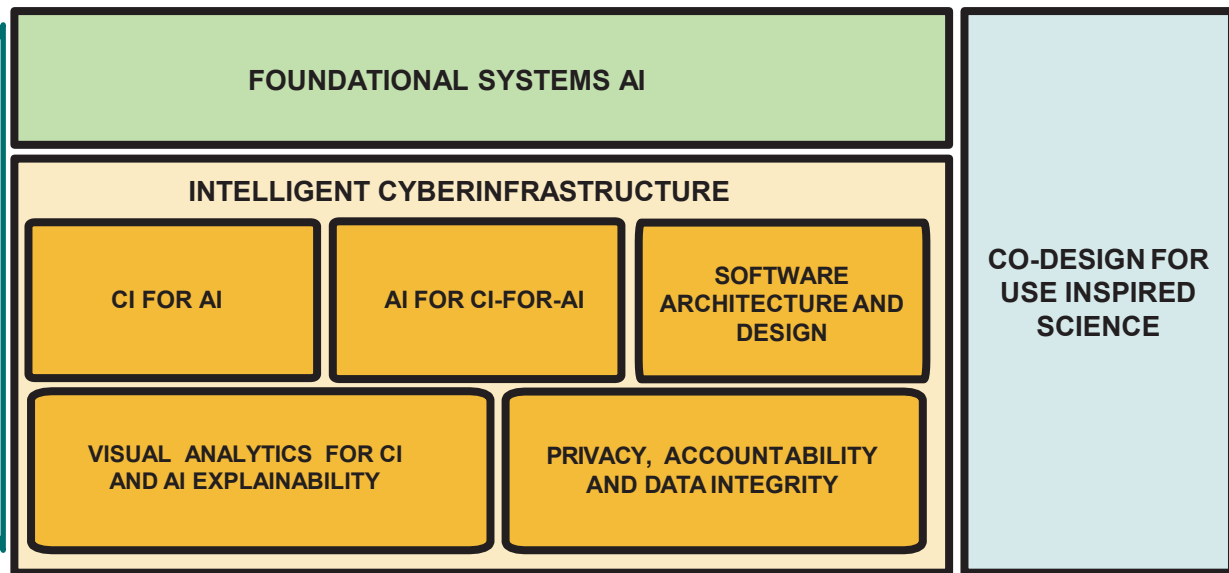 FOUNDATIONAL SYSTEMS AI
INTELLIGENT CYBERINFRASTRUCTURE
CI FOR AI
AI FOR CI-FOR-AI
SOFTWARE
ARCHITECTURE AND
DESIGN
VISUAL ANALYTICS FOR CI
AND AI EXPLAINABILITY
PRIVACY, ACCOUNTABILITY
AND DATA INTEGRITY
CO-DESIGN FOR
USE INSPIRED
SCIENCE